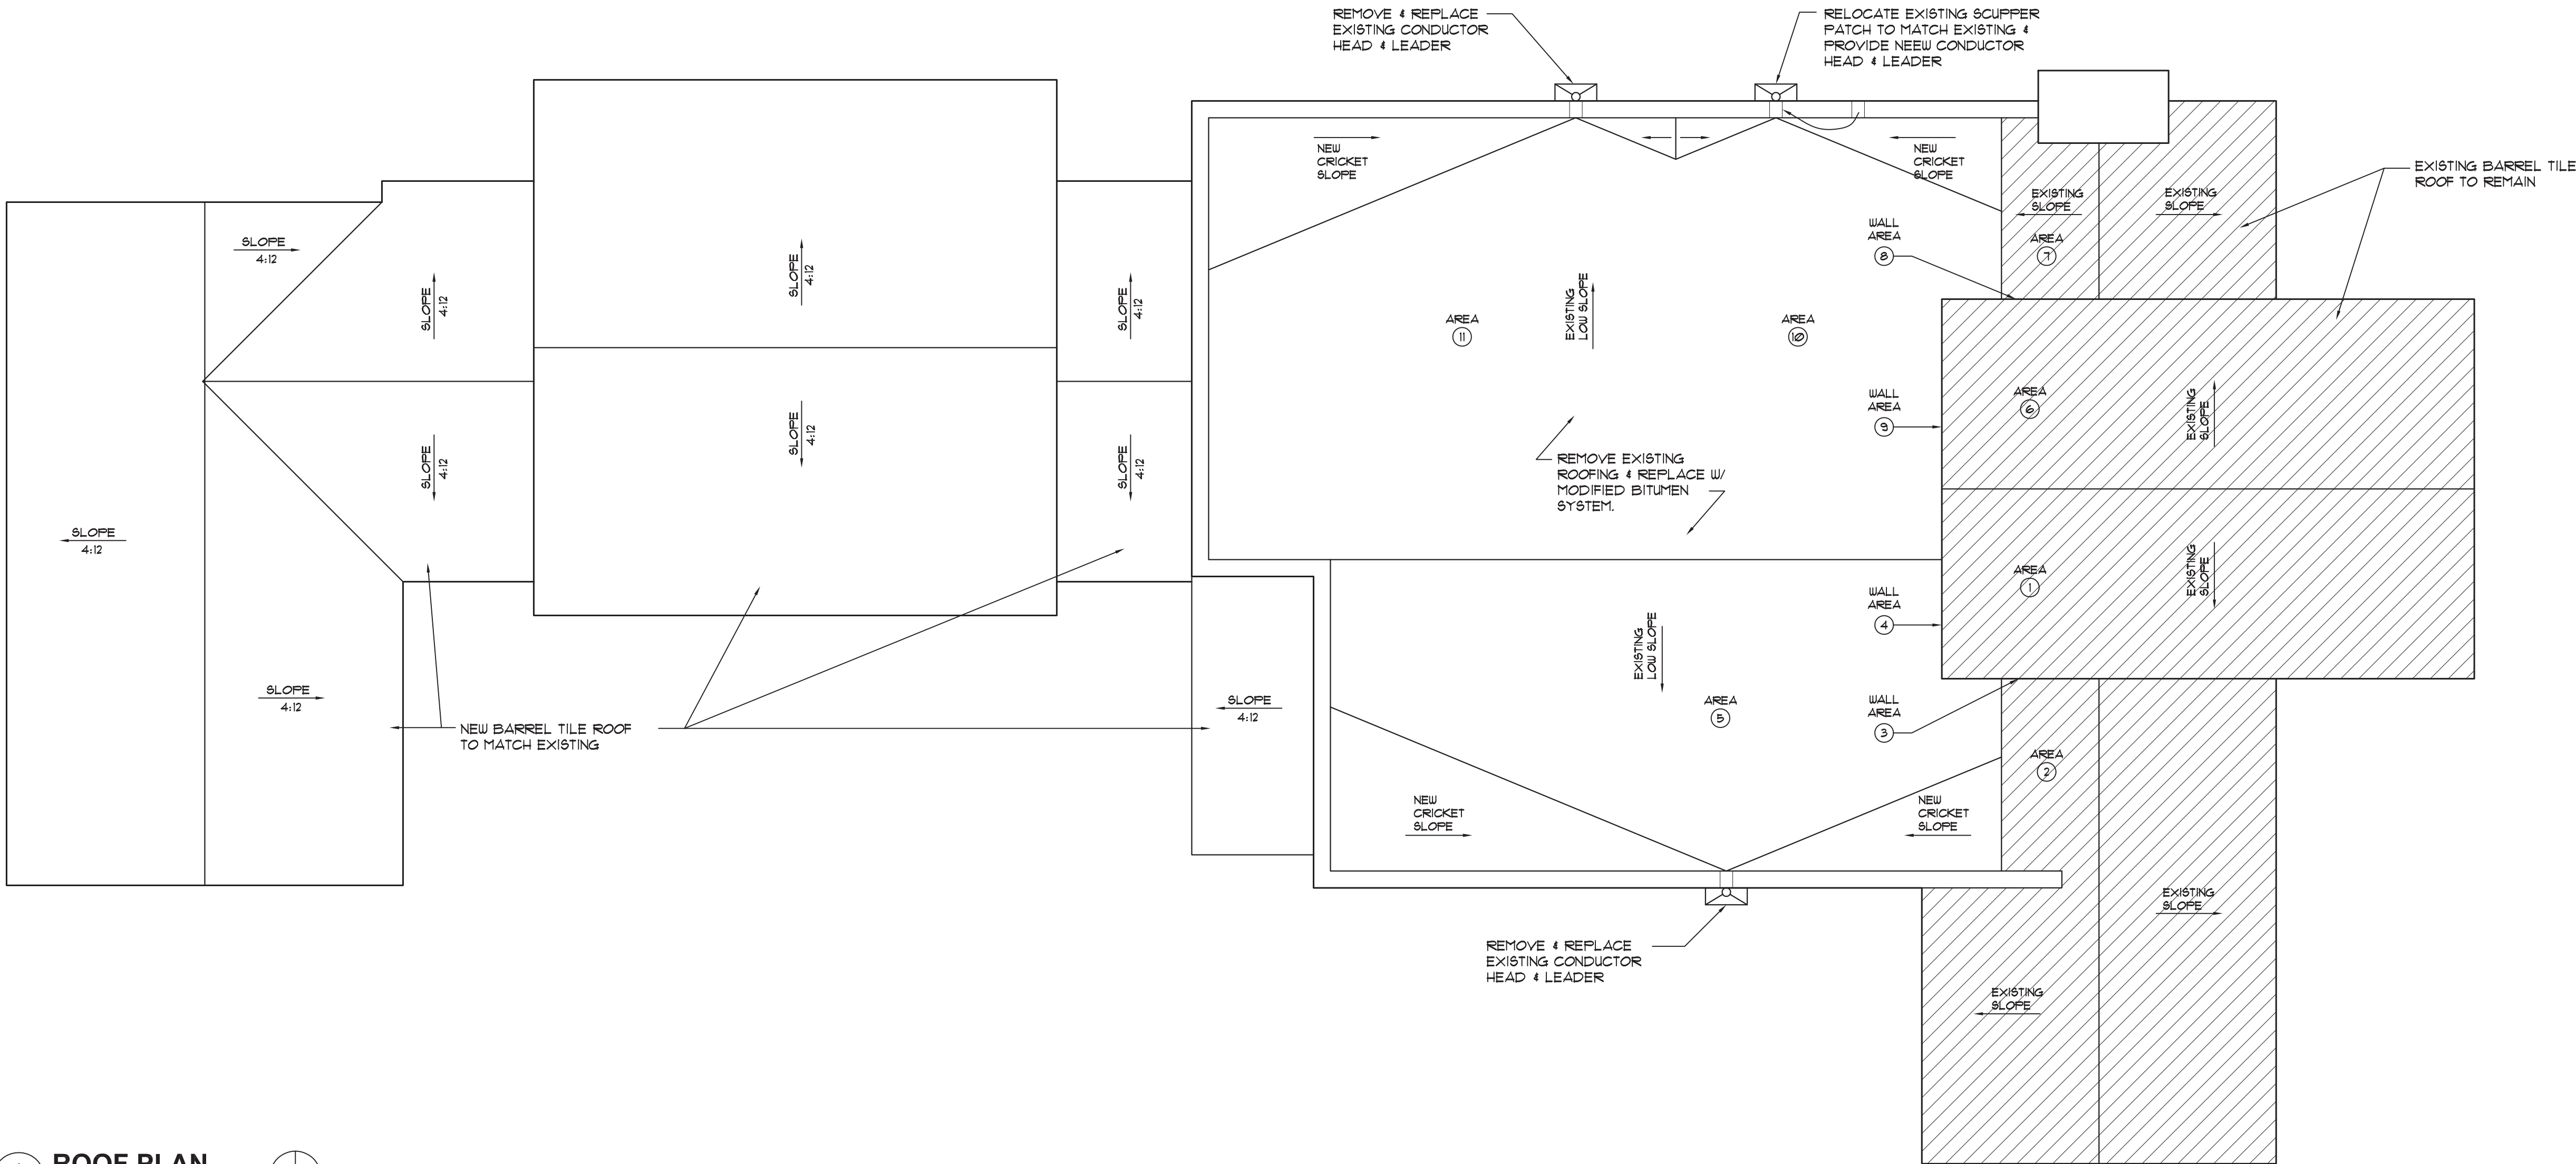 REMOVE & REPLACE
EXISTING CONDUCTOR
HEAD & LEADER
RELOCATE EXISTING SCUPPER
PATCH TO MATCH EXISTING &
PROVIDE NEEW CONDUCTOR
HEAD & LEADER
NEW
CRICKET
SLOPE
NEW
CRICKET
SLOPE
EXISTING BARREL TILE
ROOF TO REMAIN
EXISTING
SLOPE
EXISTING
SLOPE
WALL
AREA
8
AREA
7
SLOPE
4:12
SLOPE
4:12
SLOPE
4:12
SLOPE
4:12
EXISTING
LOW SLOPE
AREA
11
AREA
10
WALL
AREA
9
AREA
6
EXISTING
SLOPE
SLOPE
4:12
SLOPE
4:12
SLOPE
4:12
REMOVE EXISTING
ROOFING & REPLACE W/
MODIFIED BITUMEN
SYSTEM.
SLOPE
4:12
AREA
1
EXISTING
SLOPE
WALL
AREA
4
EXISTING
LOW SLOPE
SLOPE
4:12
SLOPE
4:12
AREA
5
WALL
AREA
3
NEW BARREL TILE ROOF
TO MATCH EXISTING
AREA
2
NEW
CRICKET
SLOPE
NEW
CRICKET
SLOPE
EXISTING
SLOPE
REMOVE & REPLACE
EXISTING CONDUCTOR
HEAD & LEADER
EXISTING
SLOPE
ROOF PLAN